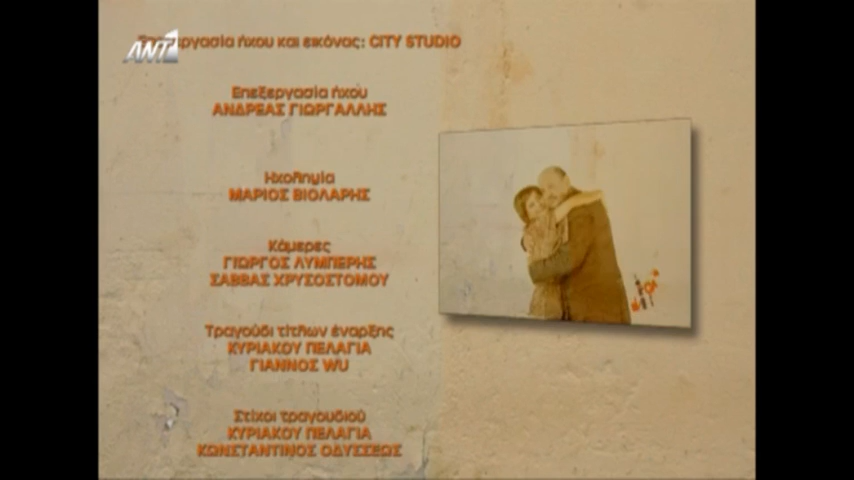 ANT1
Επεξεργασία ήχου και εικόνας: CITY STUDIO
Επεξεργασία ήχου
ΑΝΔΡΕΑΣ ΓΙΩΡΓΑΛΛΗΣ
Ηχοληψία
ΜΑΡΙΟΣ ΒΙΟΛΑΡΗΣ
Κάμερες
ΓΙΩΡΓΟΣ ΛΥΜΠΕΡΗΣ
ΣΑΒΒΑΣ ΧΡΥΣΟΣΤΟΜΟΥ
Τραγούδι τίτλων έναρξης
ΚΥΡΙΑΚΟΥ ΠΕΛΑΓΙΑ
ΓΙΑΝΝΟΣ WU
Στίχοι τραγουδιού
ΚΥΡΙΑΚΟΥ ΠΕΛΑΓΙΑ
ΚΩΝΣΤΑΝΤΙΝΟΣ ΟΔΥΣΣΕΩΣ